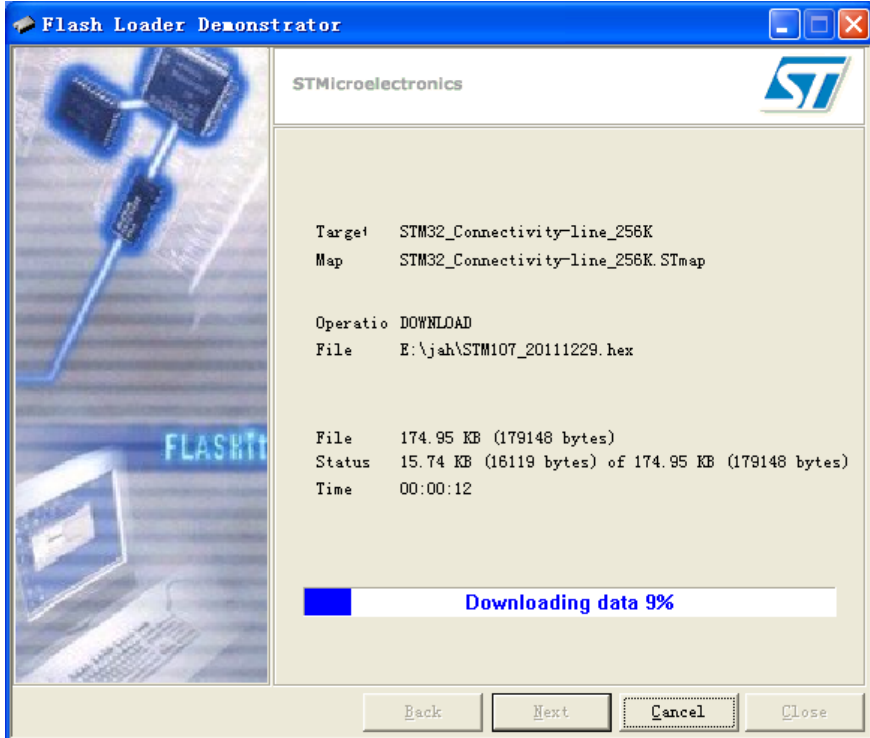 Flash Loader Demonstrator
STMicroelectronics
ST
Target STM32_Connectivity-line_256K
Map STM32_Connectivity-line_256K.STmap
Operatio DOWNLOAD
File E:\jah\STM107_20111229.hex
File 174.95 KB (179148 bytes)
Status 15.74 KB (16119 bytes) of 174.95 KB (179148 bytes)
Time 00:00:12
FLASHit
Downloading data 9%
Back Next Cancel Close